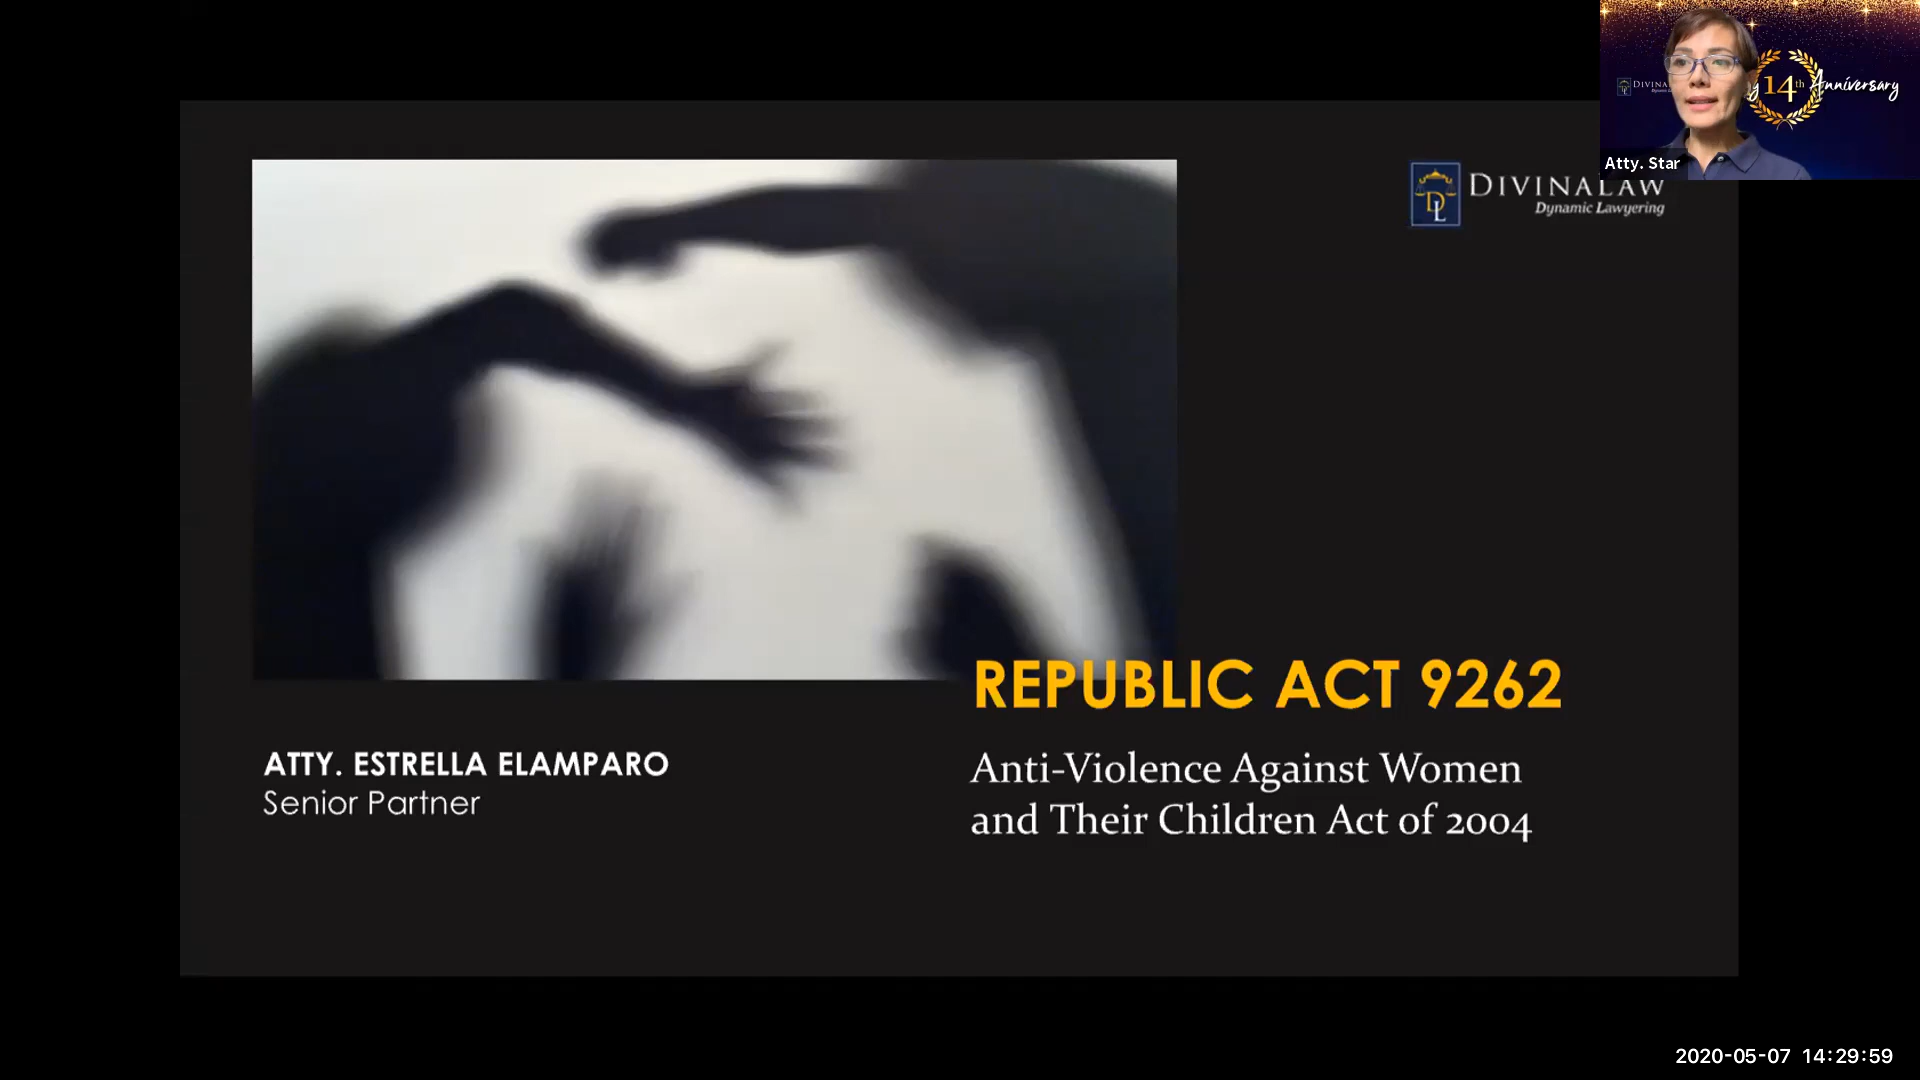 14th Anniversary
Atty. Star
DIVINALAW
Dynamic Lawyering
REPUBLIC ACT 9262
ATTY. ESTRELLA ELAMPARO
Senior Partner
Anti-Violence Against Women
and Their Children Act of 2004
2020-05-07 14:29:59